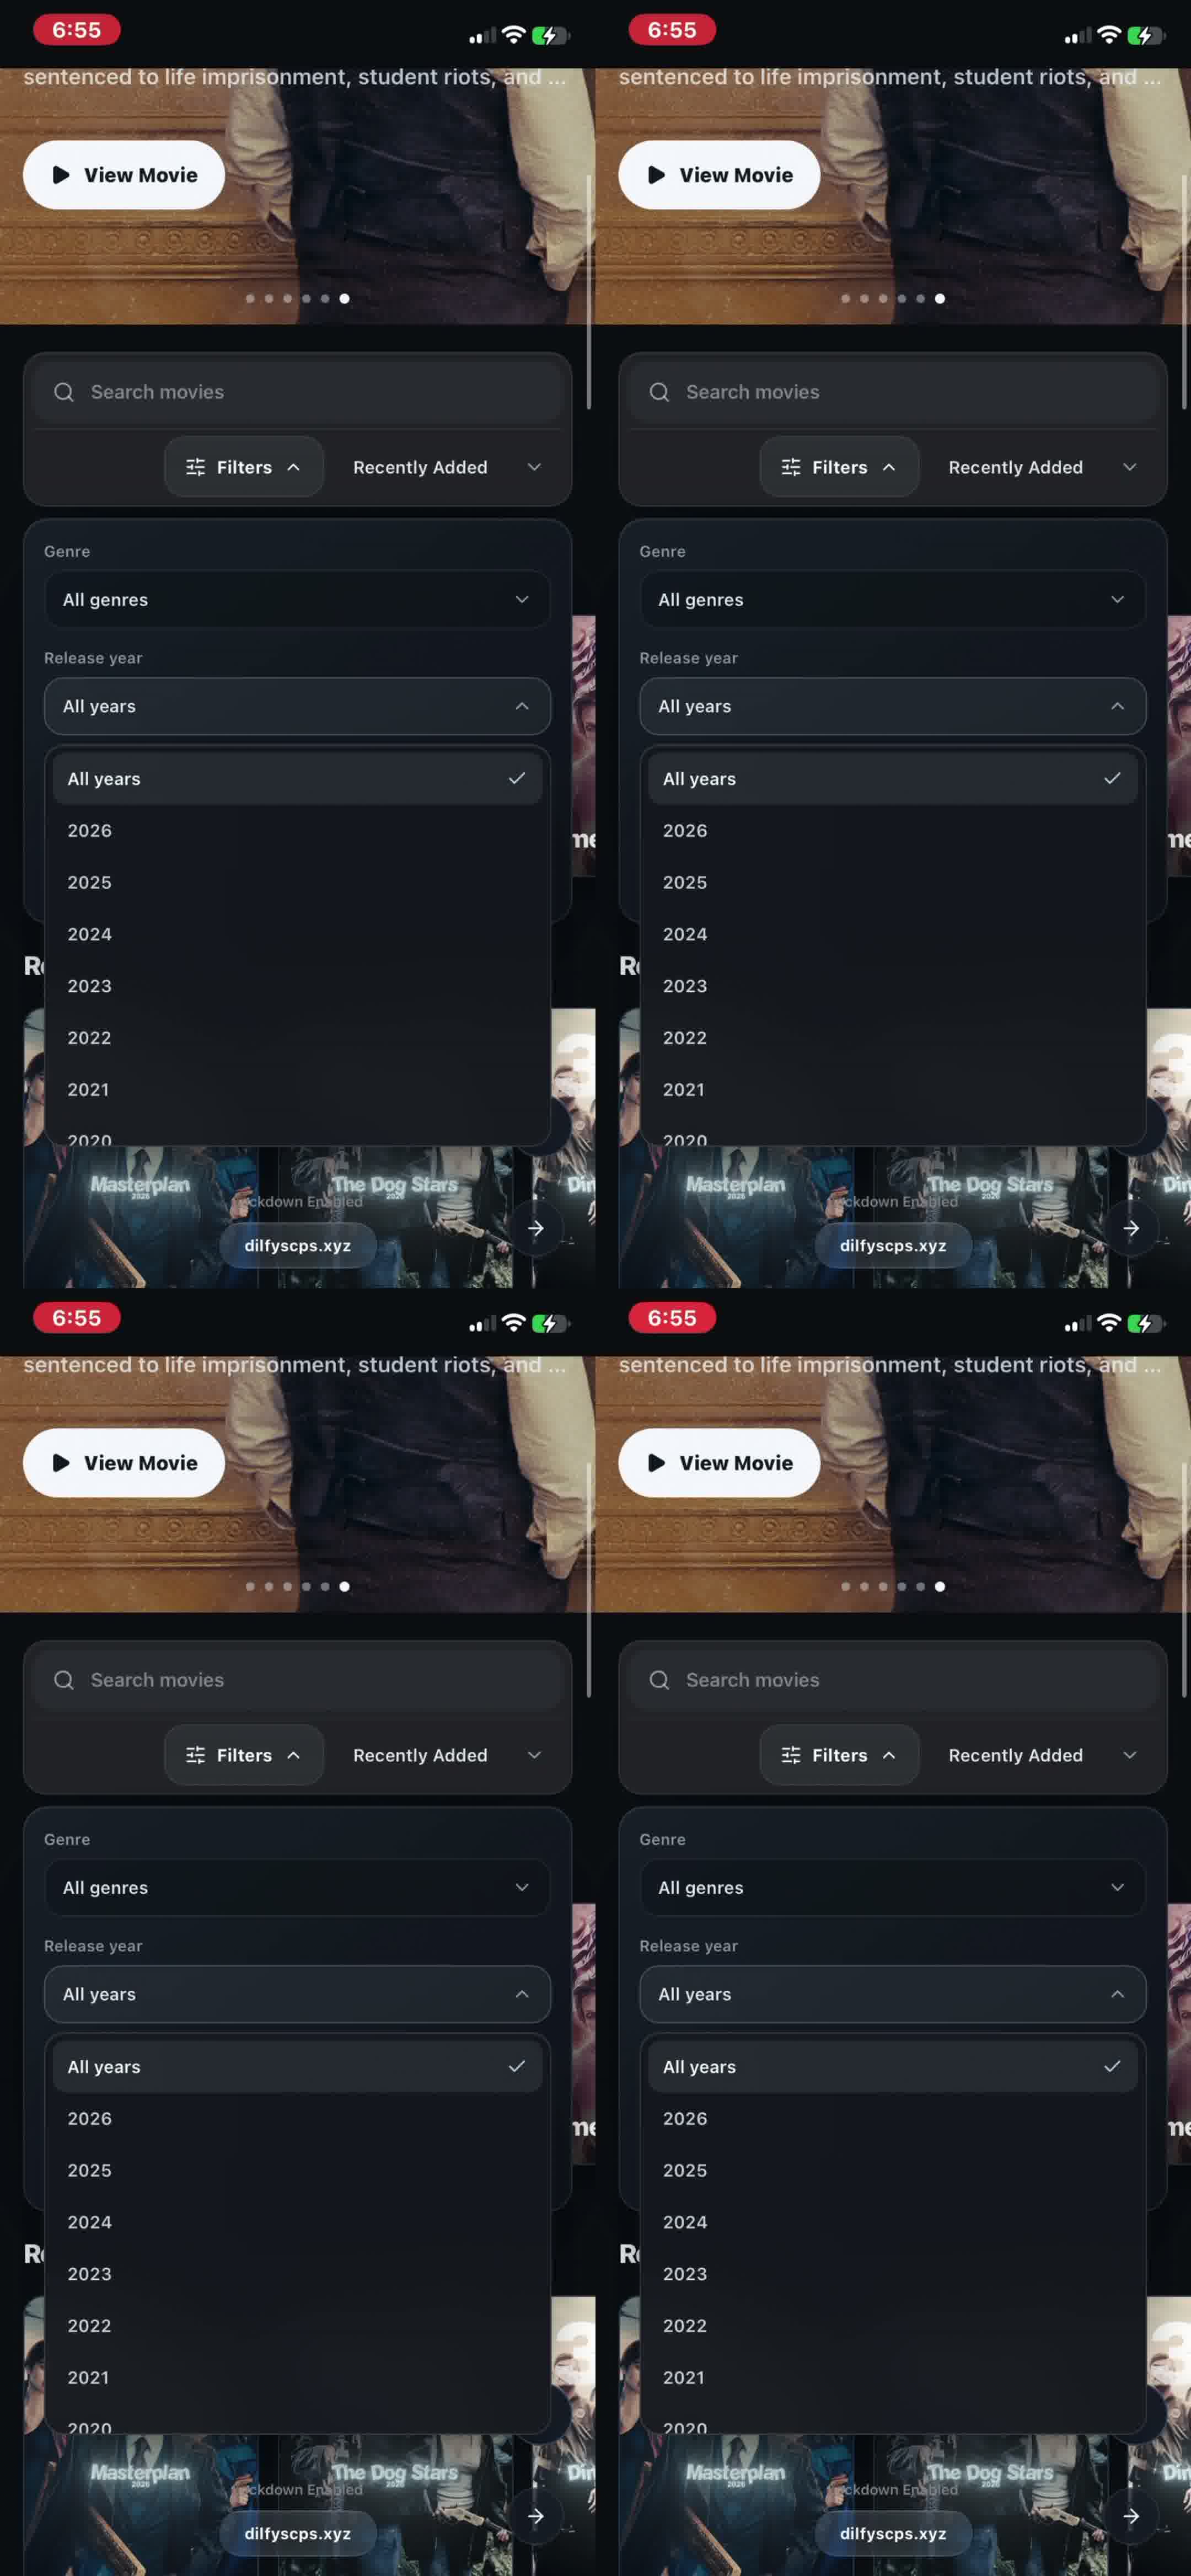 6:55
sentenced to life imprisonment, student riots, and ...
View Movie
Search movies
Filters
Recently Added
Genre
All genres
Release year
All years
All years
2026
2025
2024
2023
2022
2021
2020
Masterplan
2026
The Dog Stars
2026
dilfyscps.xyz
6:55
sentenced to life imprisonment, student riots, and ...
View Movie
Search movies
Filters
Recently Added
Genre
All genres
Release year
All years
All years
2026
2025
2024
2023
2022
2021
2020
Masterplan
2026
The Dog Stars
2026
dilfyscps.xyz
6:55
sentenced to life imprisonment, student riots, and ...
View Movie
Search movies
Filters
Recently Added
Genre
All genres
Release year
All years
All years
2026
2025
2024
2023
2022
2021
2020
Masterplan
2026
The Dog Stars
2026
dilfyscps.xyz
6:55
sentenced to life imprisonment, student riots, and ...
View Movie
Search movies
Filters
Recently Added
Genre
All genres
Release year
All years
All years
2026
2025
2024
2023
2022
2021
2020
Masterplan
2026
The Dog Stars
2026
dilfyscps.xyz